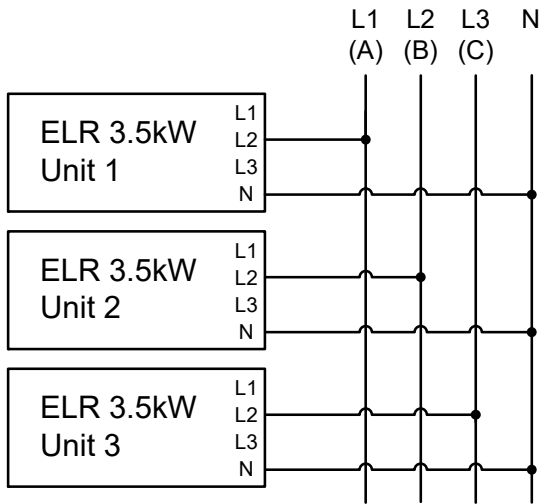 L1 L2 L3 N
(A) (B) (C)
ELR 3.5kW
Unit 1
L1
L2
L3
N
ELR 3.5kW
Unit 2
L1
L2
L3
N
ELR 3.5kW
Unit 3
L1
L2
L3
N